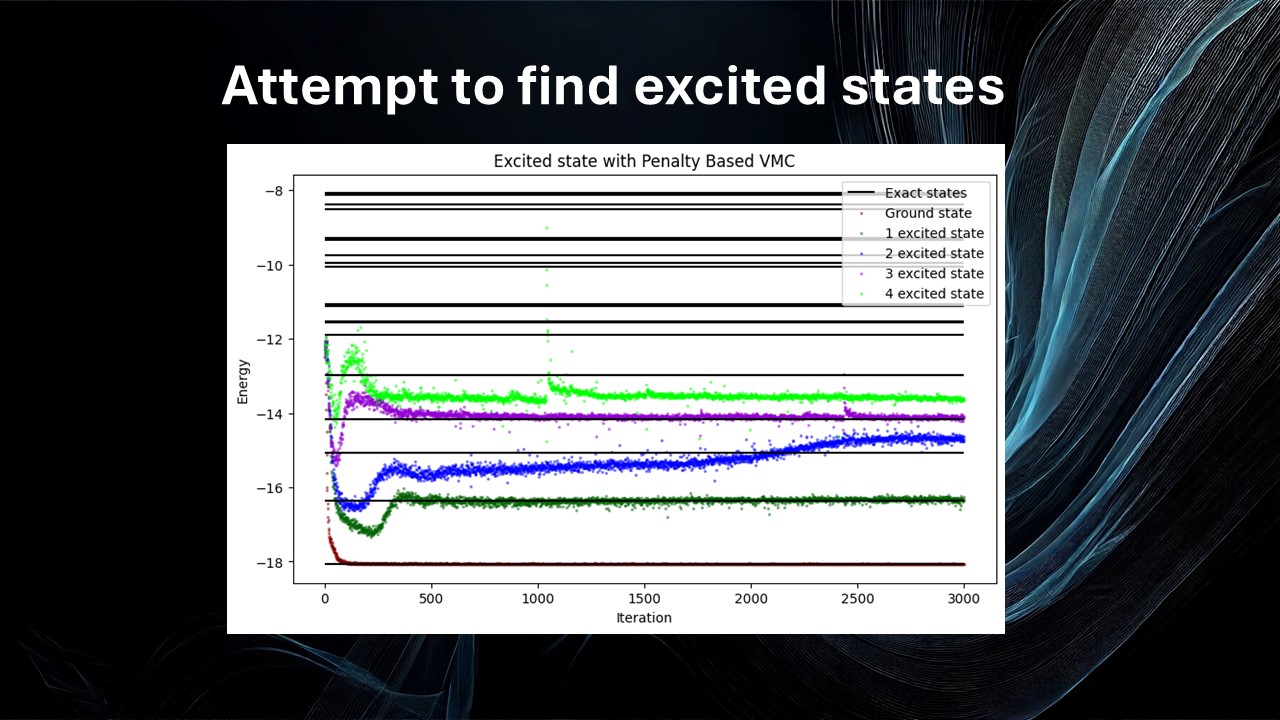 Attempt to find excited states
Excited state with Penalty Based VMC
Exact states
Ground state
1 excited state
2 excited state
3 excited state
4 excited state
Energy
−8
−10
−12
−14
−16
−18
0 500 1000 1500 2000 2500 3000
Iteration